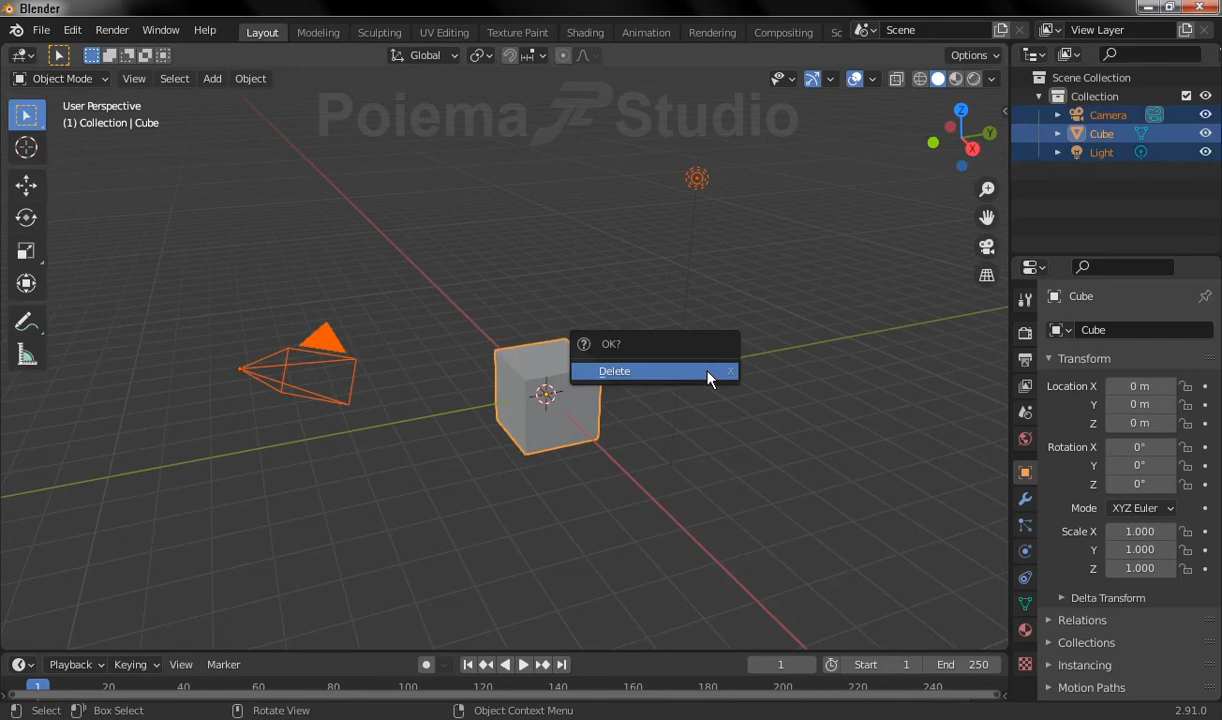 Blender
File Edit Render Window Help Layout Modeling Sculpting UV Editing Texture Paint Shading Animation Rendering Compositing Sc Scene View Layer
Global Options
Object Mode View Select Add Object
User Perspective
(1) Collection | Cube
Poiema Studio
Z
Y
X
Scene Collection
Collection
Camera
Cube
Light
OK?
Delete X
Cube
Cube
Transform
Location X 0 m
Y 0 m
Z 0 m
Rotation X 0°
Y 0°
Z 0°
Mode XYZ Euler
Scale X 1.000
Y 1.000
Z 1.000
Delta Transform
Relations
Collections
Instancing
Motion Paths
Playback Keying View Marker 1 Start 1 End 250
1 20 40 60 80 100 120 140 160 180 200 220 240
Select Box Select Rotate View Object Context Menu 2.91.0